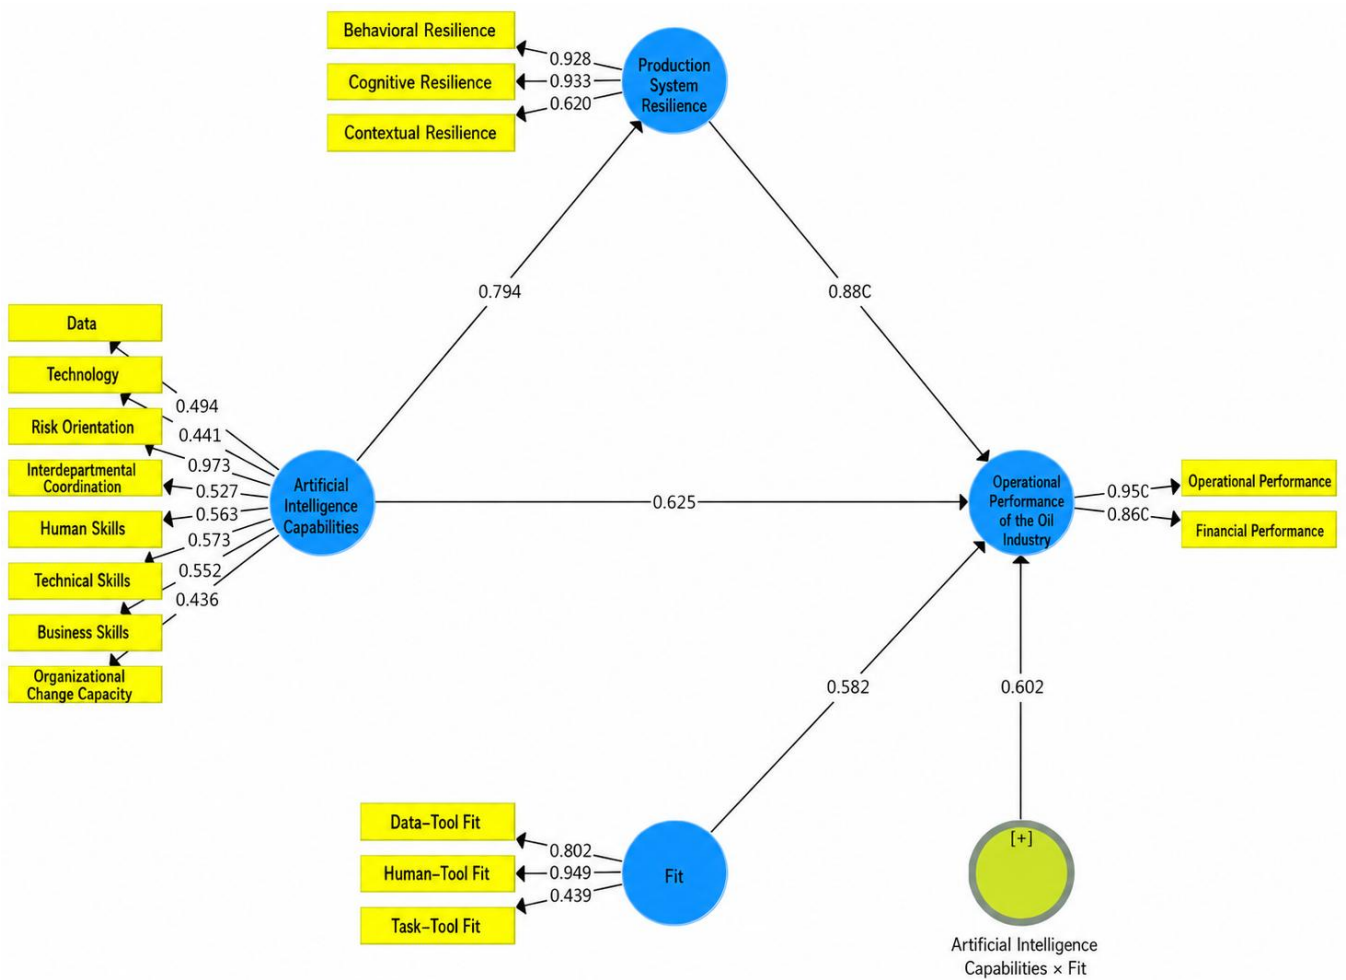 Behavioral Resilience
Cognitive Resilience
Contextual Resilience
0.928
0.933
0.620
Production
System
Resilience
0.794
0.88C
Data
Technology
Risk Orientation
Interdepartmental
Coordination
Human Skills
Technical Skills
Business Skills
Organizational
Change Capacity
0.494
0.441
0.973
0.527
0.563
0.573
0.552
0.436
Artificial
Intelligence
Capabilities
0.625
Operational
Performance
of the Oil
Industry
0.95C
0.86C
Operational Performance
Financial Performance
0.582
0.602
Data–Tool Fit
Human–Tool Fit
Task–Tool Fit
0.802
0.949
0.439
Fit
[+]
Artificial Intelligence
Capabilities × Fit